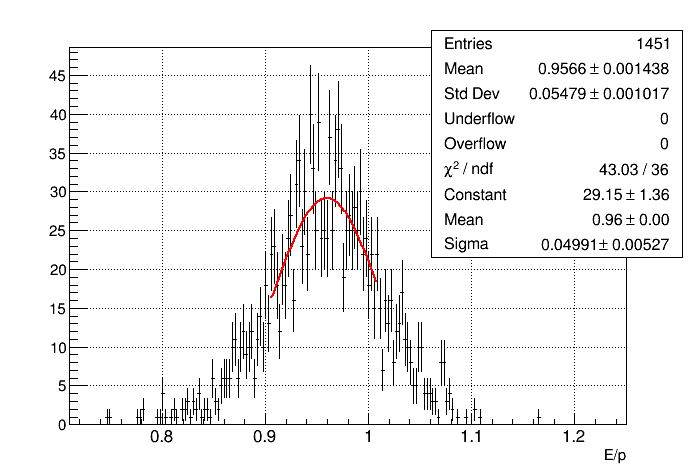 Entries 1451
Mean 0.9566 ± 0.001438
Std Dev 0.05479 ± 0.001017
Underflow 0
Overflow 0
χ² / ndf 43.03 / 36
Constant 29.15 ± 1.36
Mean 0.96 ± 0.00
Sigma 0.04991 ± 0.00527
45
40
35
30
25
20
15
10
5
0
0.8 0.9 1 1.1 1.2
E/p